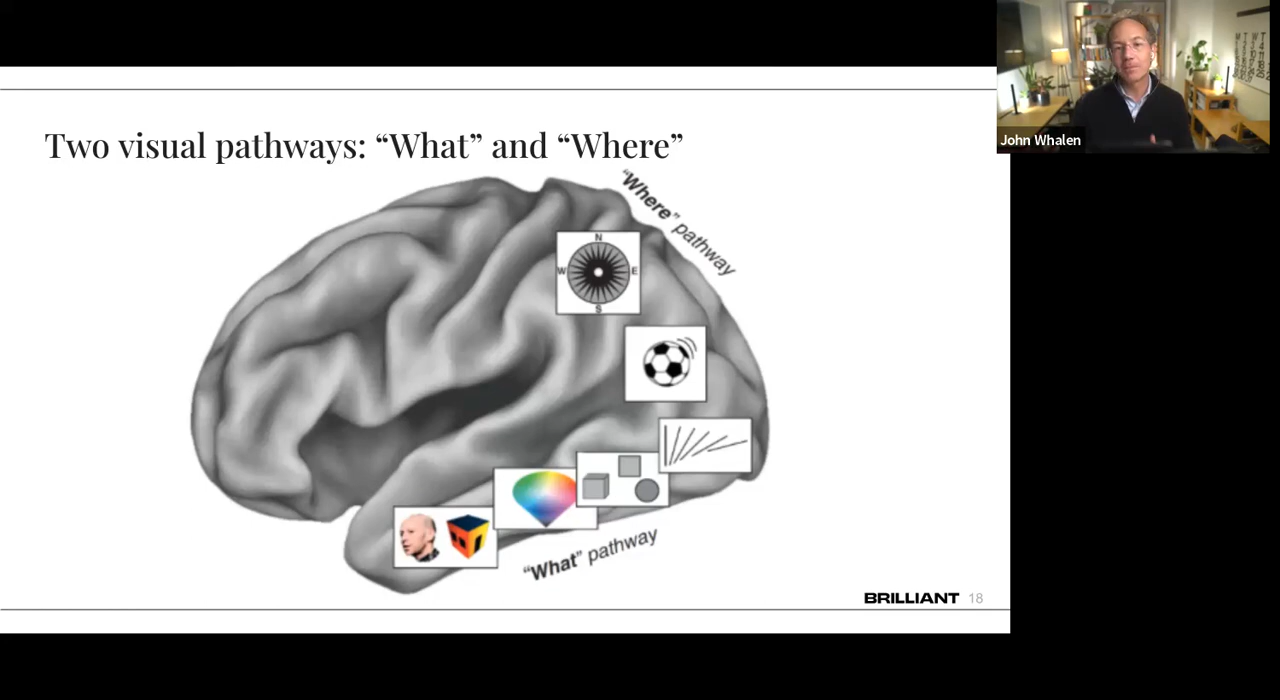 Two visual pathways: “What” and “Where”
“Where” pathway
N
W E
S
“What” pathway
BRILLIANT 18
John Whalen